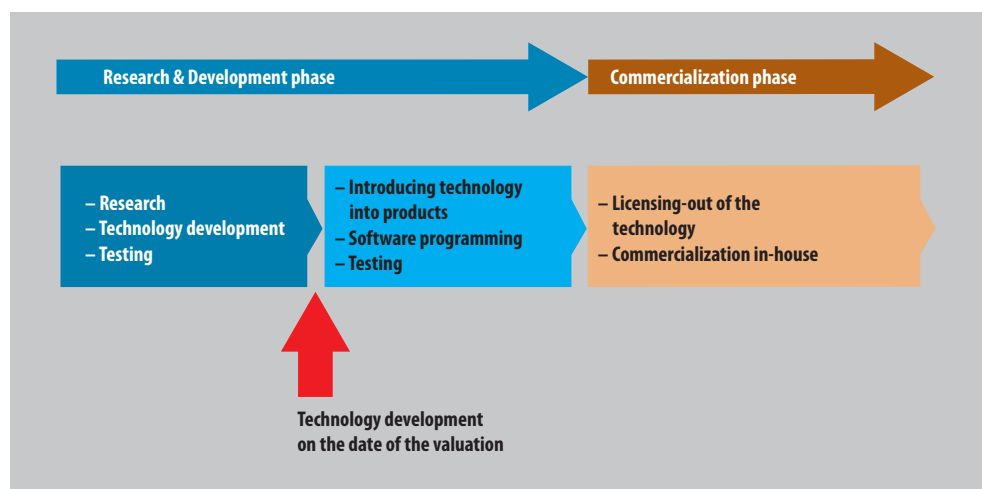 Research & Development phase
Commercialization phase
– Research
– Technology development
– Testing
– Introducing technology
into products
– Software programming
– Testing
– Licensing-out of the
technology
– Commercialization in-house
Technology development
on the date of the valuation